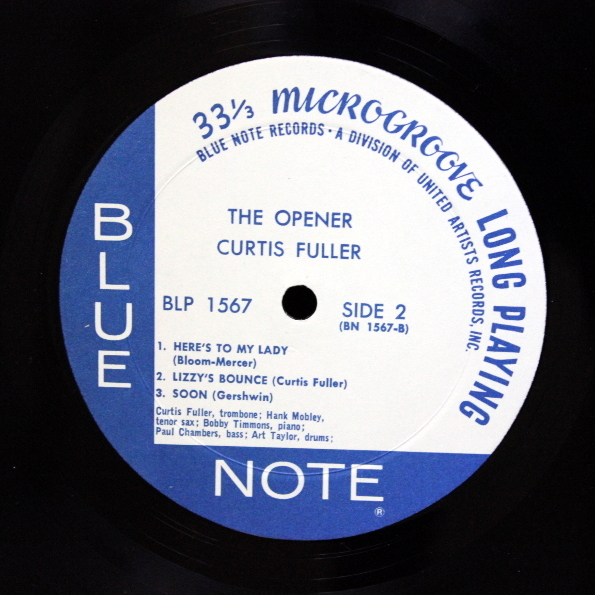 33⅓ MICROGROOVE LONG PLAYING
BLUE NOTE RECORDS · A DIVISION OF UNITED ARTISTS RECORDS, INC.
THE OPENER
CURTIS FULLER
BLP 1567
SIDE 2
(BN 1567-B)
1. HERE'S TO MY LADY
(Bloom-Mercer)
2. LIZZY'S BOUNCE (Curtis Fuller)
3. SOON (Gershwin)
Curtis Fuller, trombone; Hank Mobley,
tenor sax; Bobby Timmons, piano;
Paul Chambers, bass; Art Taylor, drums;
BLUE
NOTE
®